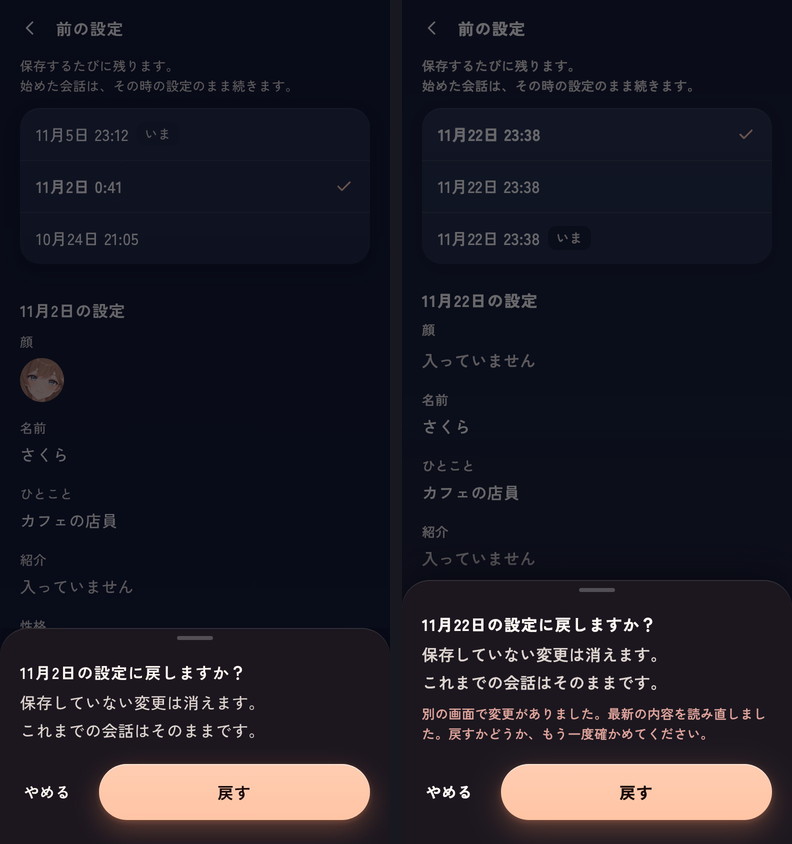 前の設定
保存するたびに残ります。
始めた会話は、その時の設定のまま続きます。
11月5日 23:12 いま
11月2日 0:41
10月24日 21:05
11月2日の設定
顔
名前
さくら
ひとこと
カフェの店員
紹介
入っていません
性格
11月2日の設定に戻しますか？
保存していない変更は消えます。
これまでの会話はそのままです。
やめる 戻す
前の設定
保存するたびに残ります。
始めた会話は、その時の設定のまま続きます。
11月22日 23:38
11月22日 23:38
11月22日 23:38 いま
11月22日の設定
顔
入っていません
名前
さくら
ひとこと
カフェの店員
紹介
入っていません
11月22日の設定に戻しますか？
保存していない変更は消えます。
これまでの会話はそのままです。
別の画面で変更がありました。最新の内容を読み直しまし
た。戻すかどうか、もう一度確かめてください。
やめる 戻す